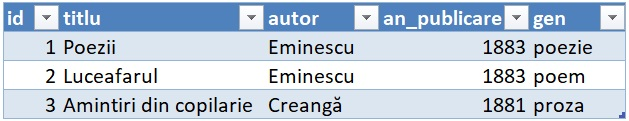 id titlu autor an_publicare gen
1 Poezii Eminescu 1883 poezie
2 Luceafarul Eminescu 1883 poem
3 Amintiri din copilarie Creangă 1881 proza